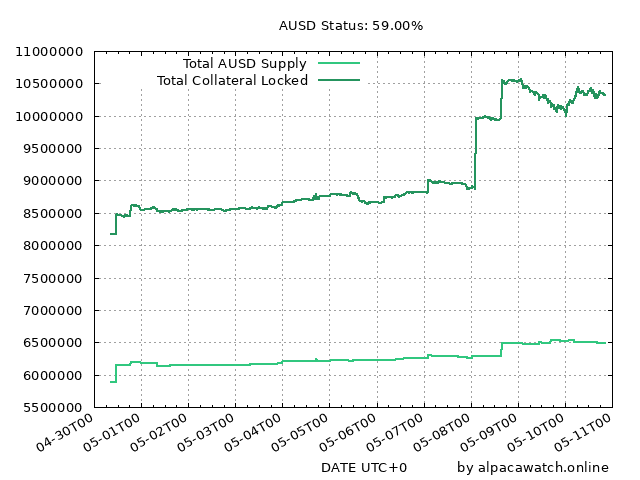 AUSD Status: 59.00%
11000000
10500000
10000000
9500000
9000000
8500000
8000000
7500000
7000000
6500000
6000000
5500000
Total AUSD Supply
Total Collateral Locked
04-30T00
05-01T00
05-02T00
05-03T00
05-04T00
05-05T00
05-06T00
05-07T00
05-08T00
05-09T00
05-10T00
05-11T00
DATE UTC+0
by alpacawatch.online